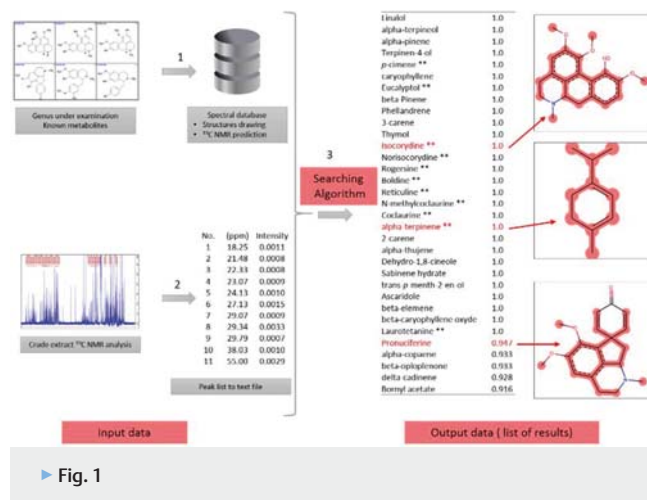 1
Genus under examination
Known metabolites
Spectral database
• Structures drawing
• ¹³C NMR prediction
3
Searching
Algorithm
2
Crude extract ¹³C NMR analysis
No. (ppm) Intensity
1 18.25 0.0011
2 21.48 0.0008
3 22.33 0.0008
4 23.07 0.0009
5 24.13 0.0010
6 27.13 0.0015
7 29.07 0.0009
8 29.34 0.0033
9 29.79 0.0007
10 38.03 0.0010
11 55.00 0.0029
Peak list to text file
Input data
Linalol 1.0
alpha-terpineol 1.0
alpha-pinene 1.0
Terpinen-4-ol 1.0
p-cimene ** 1.0
caryophyllene 1.0
Eucalyptol ** 1.0
beta Pinene 1.0
Phellandrene 1.0
3-carene 1.0
Thymol 1.0
Isocorydine ** 1.0
Norisocorydine ** 1.0
Rogersine ** 1.0
Boldine ** 1.0
Reticuline ** 1.0
N-methylcoclaurine ** 1.0
Coclaurine ** 1.0
alpha-terpinene ** 1.0
2-carene 1.0
alpha-thujene 1.0
Dehydro-1,8-cineole 1.0
Sabinene hydrate 1.0
trans p menth 2 en ol 1.0
Ascaridole 1.0
beta-elemene 1.0
beta-caryophyllene oxyde 1.0
Laurotetanine ** 1.0
Pronuciferine 0.947
alpha-copaene 0.933
beta-oplopenone 0.933
delta cadinene 0.928
Bornyl acetate 0.916
Output data ( list of results)
► Fig. 1